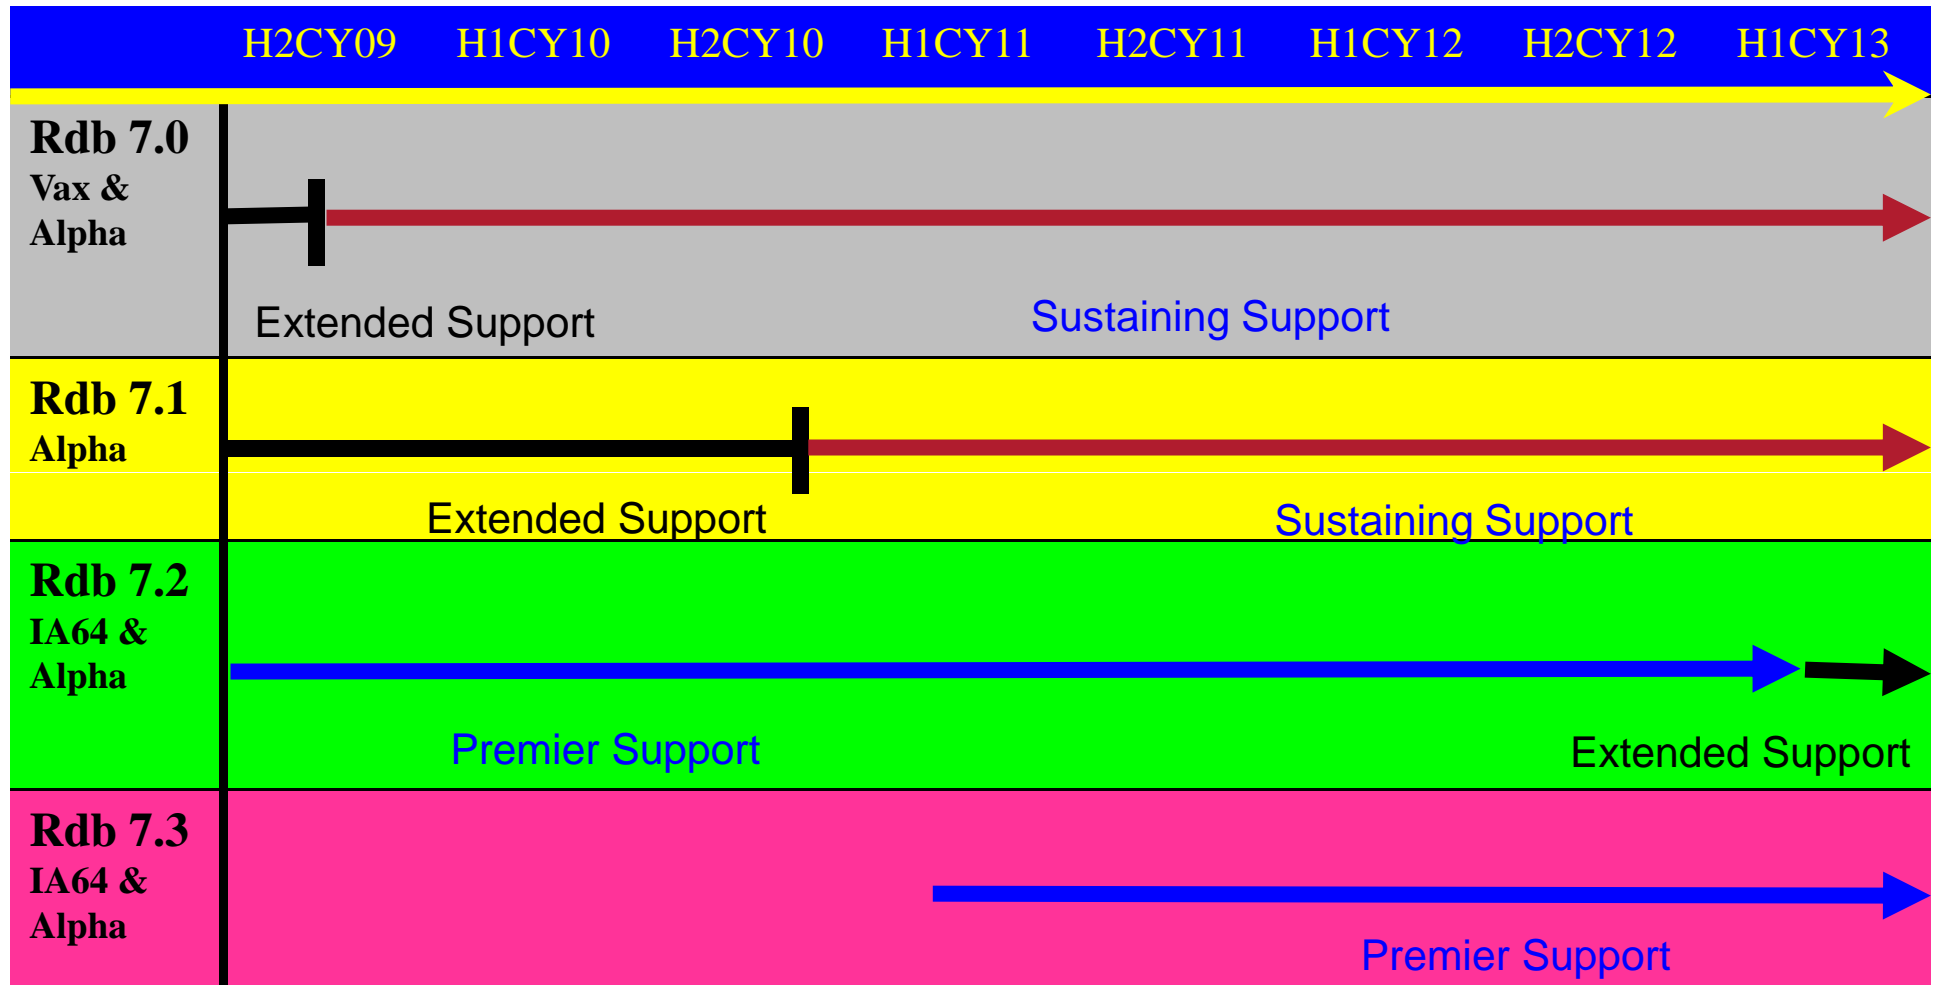 H2CY09 H1CY10 H2CY10 H1CY11 H2CY11 H1CY12 H2CY12 H1CY13
Rdb 7.0
Vax &
Alpha
Extended Support Sustaining Support
Rdb 7.1
Alpha
Extended Support Sustaining Support
Rdb 7.2
IA64 &
Alpha
Premier Support Extended Support
Rdb 7.3
IA64 &
Alpha
Premier Support